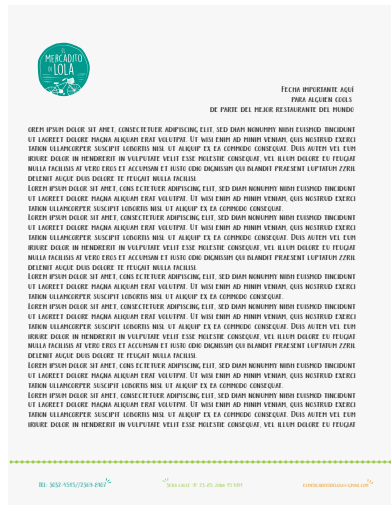 EL
MERCADITO
DE
LOLA
Fecha importante aquí
para alguien cools
de parte del mejor restaurante del mundo
orem ipsum dolor sit amet, consectetuer adipiscing elit, sed diam nonummy nibh euismod tincidunt
ut laoreet dolore magna aliquam erat volutpat. Ut wisi enim ad minim veniam, quis nostrud exerci
tation ullamcorper suscipit lobortis nisl ut aliquip ex ea commodo consequat. Duis autem vel eum
iriure dolor in hendrerit in vulputate velit esse molestie consequat, vel illum dolore eu feugiat
nulla facilisis at vero eros et accumsan et iusto odio dignissim qui blandit praesent luptatum zzril
delenit augue duis dolore te feugait nulla facilisi.
Lorem ipsum dolor sit amet, cons ectetuer adipiscing elit, sed diam nonummy nibh euismod tincidunt
ut laoreet dolore magna aliquam erat volutpat. Ut wisi enim ad minim veniam, quis nostrud exerci
tation ullamcorper suscipit lobortis nisl ut aliquip ex ea commodo consequat.
Lorem ipsum dolor sit amet, consectetuer adipiscing elit, sed diam nonummy nibh euismod tincidunt
ut laoreet dolore magna aliquam erat volutpat. Ut wisi enim ad minim veniam, quis nostrud exerci
tation ullamcorper suscipit lobortis nisl ut aliquip ex ea commodo consequat. Duis autem vel eum
iriure dolor in hendrerit in vulputate velit esse molestie consequat, vel illum dolore eu feugiat
nulla facilisis at vero eros et accumsan et iusto odio dignissim qui blandit praesent luptatum zzril
delenit augue duis dolore te feugait nulla facilisi.
Lorem ipsum dolor sit amet, cons ectetuer adipiscing elit, sed diam nonummy nibh euismod tincidunt
ut laoreet dolore magna aliquam erat volutpat. Ut wisi enim ad minim veniam, quis nostrud exerci
tation ullamcorper suscipit lobortis nisl ut aliquip ex ea commodo consequat.
Lorem ipsum dolor sit amet, consectetuer adipiscing elit, sed diam nonummy nibh euismod tincidunt
ut laoreet dolore magna aliquam erat volutpat. Ut wisi enim ad minim veniam, quis nostrud exerci
tation ullamcorper suscipit lobortis nisl ut aliquip ex ea commodo consequat. Duis autem vel eum
iriure dolor in hendrerit in vulputate velit esse molestie consequat, vel illum dolore eu feugiat
nulla facilisis at vero eros et accumsan et iusto odio dignissim qui blandit praesent luptatum zzril
delenit augue duis dolore te feugait nulla facilisi.
Lorem ipsum dolor sit amet, cons ectetuer adipiscing elit, sed diam nonummy nibh euismod tincidunt
ut laoreet dolore magna aliquam erat volutpat. Ut wisi enim ad minim veniam, quis nostrud exerci
tation ullamcorper suscipit lobortis nisl ut aliquip ex ea commodo consequat.
Lorem ipsum dolor sit amet, consectetuer adipiscing elit, sed diam nonummy nibh euismod tincidunt
ut laoreet dolore magna aliquam erat volutpat. Ut wisi enim ad minim veniam, quis nostrud exerci
tation ullamcorper suscipit lobortis nisl ut aliquip ex ea commodo consequat. Duis autem vel eum
iriure dolor in hendrerit in vulputate velit esse molestie consequat, vel illum dolore eu feugiat
Tel: